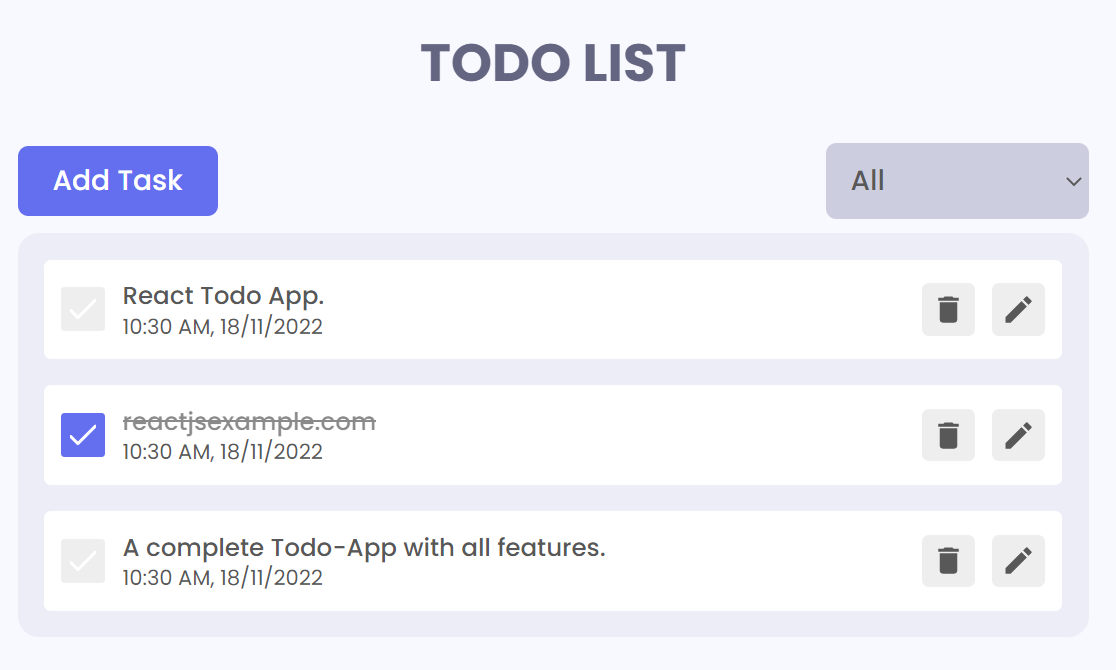 TODO LIST
Add Task
All
React Todo App.
10:30 AM, 18/11/2022
reactjsexample.com
10:30 AM, 18/11/2022
A complete Todo-App with all features.
10:30 AM, 18/11/2022